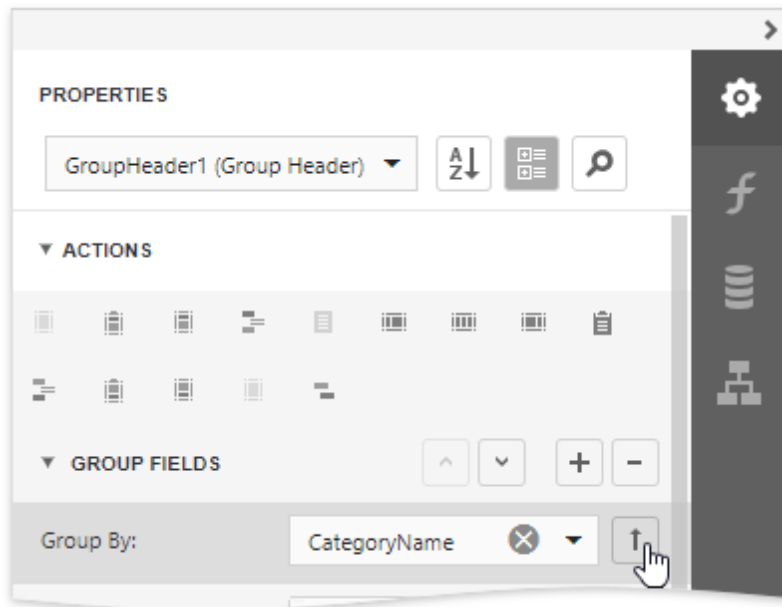 PROPERTIES
GroupHeader1 (Group Header)
A
Z
ACTIONS
GROUP FIELDS
Group By:
CategoryName